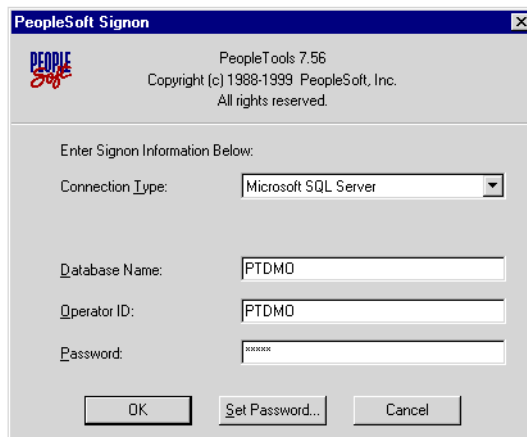 PeopleSoft Signon
PEOPLE
Soft
PeopleTools 7.56
Copyright (c) 1988-1999 PeopleSoft, Inc.
All rights reserved.
Enter Signon Information Below:
Connection Type:
Microsoft SQL Server
Database Name:
PTDMO
Operator ID:
PTDMO
Password:
xxxxx
OK
Set Password...
Cancel